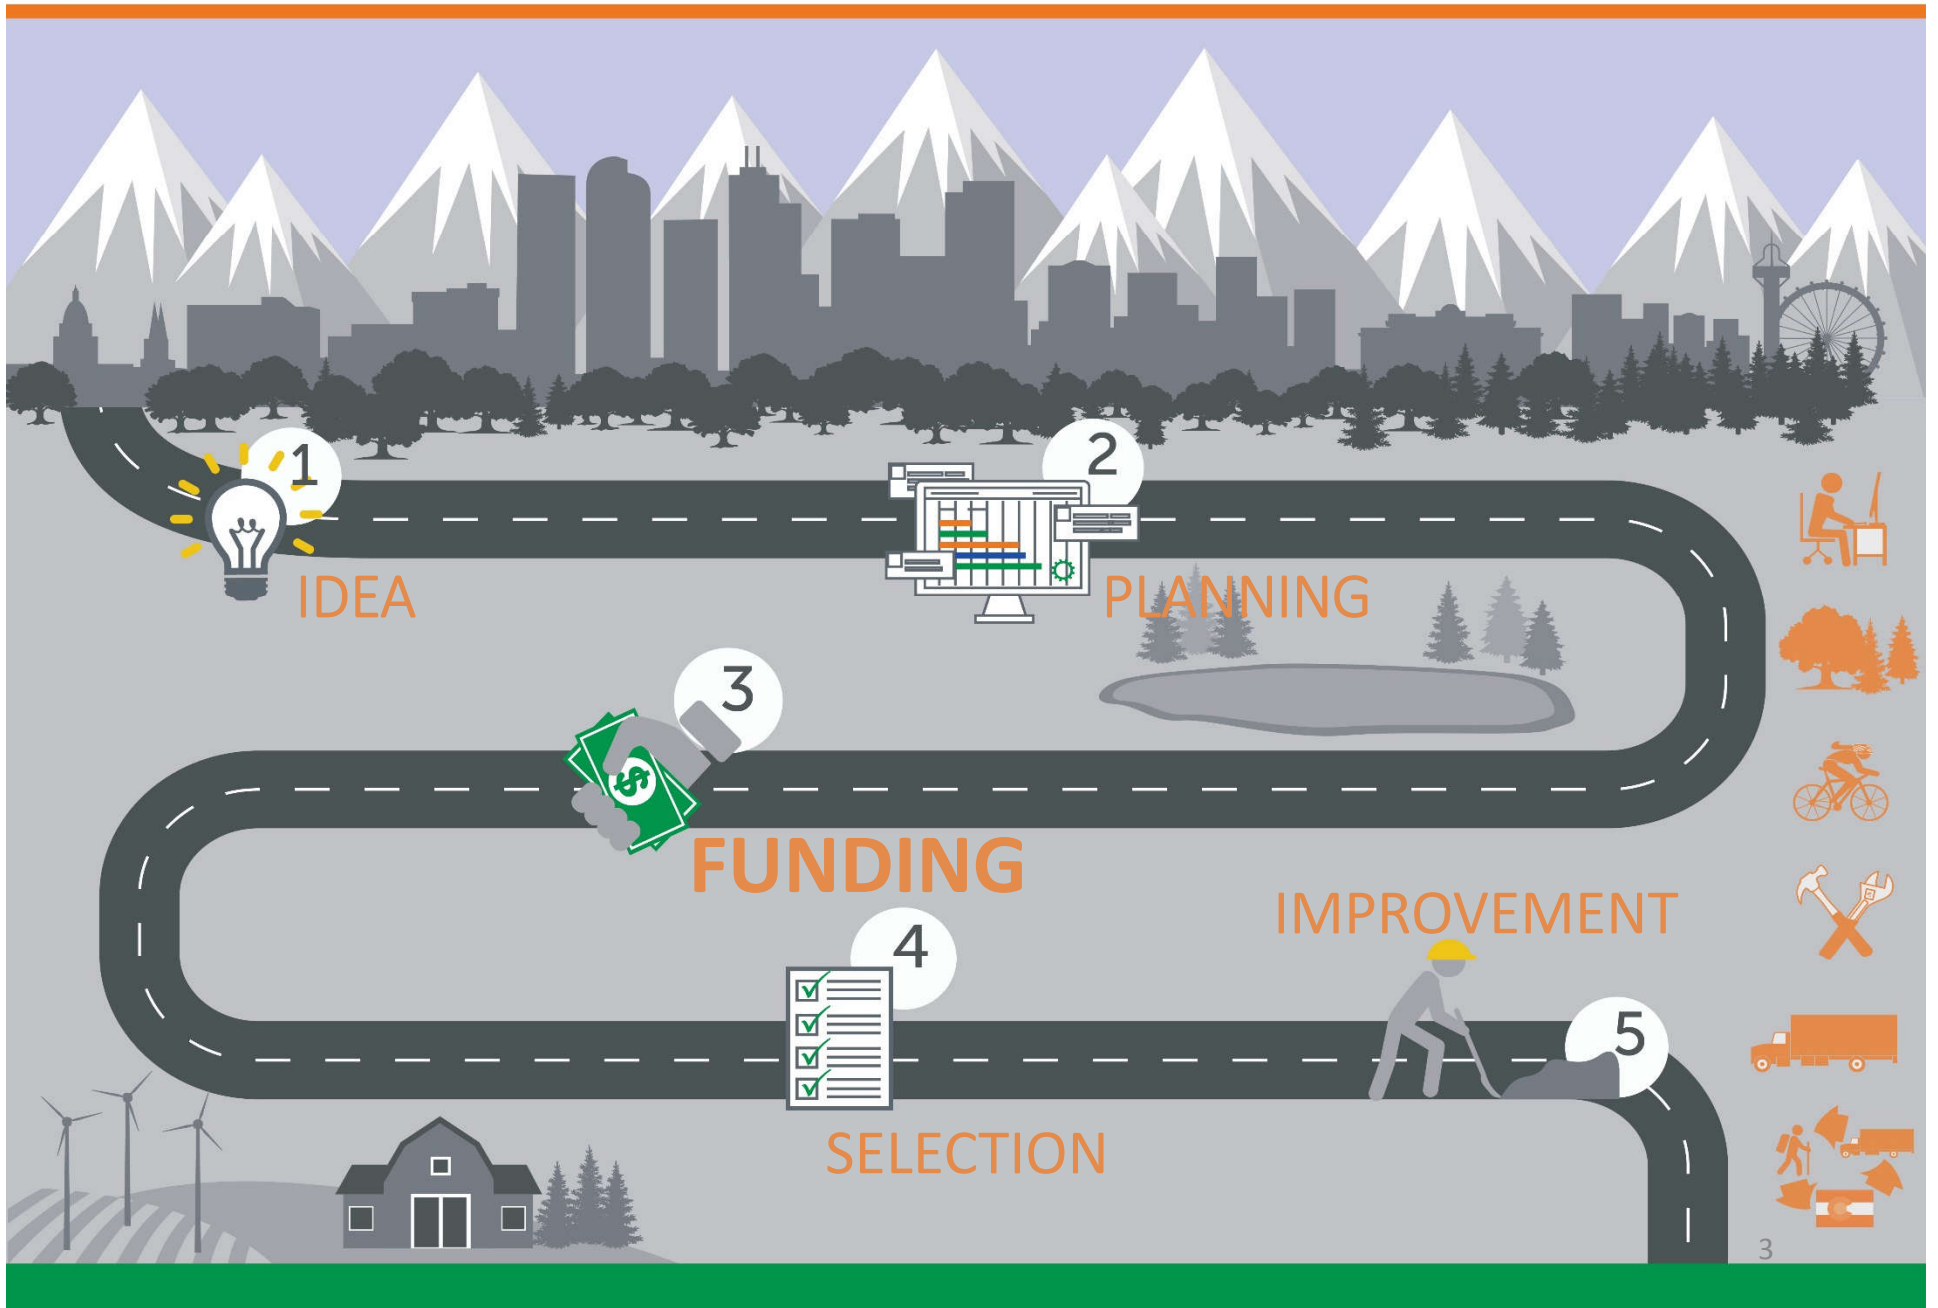 1
2
IDEA
PLANNING
3
$
FUNDING
IMPROVEMENT
4
5
SELECTION
3